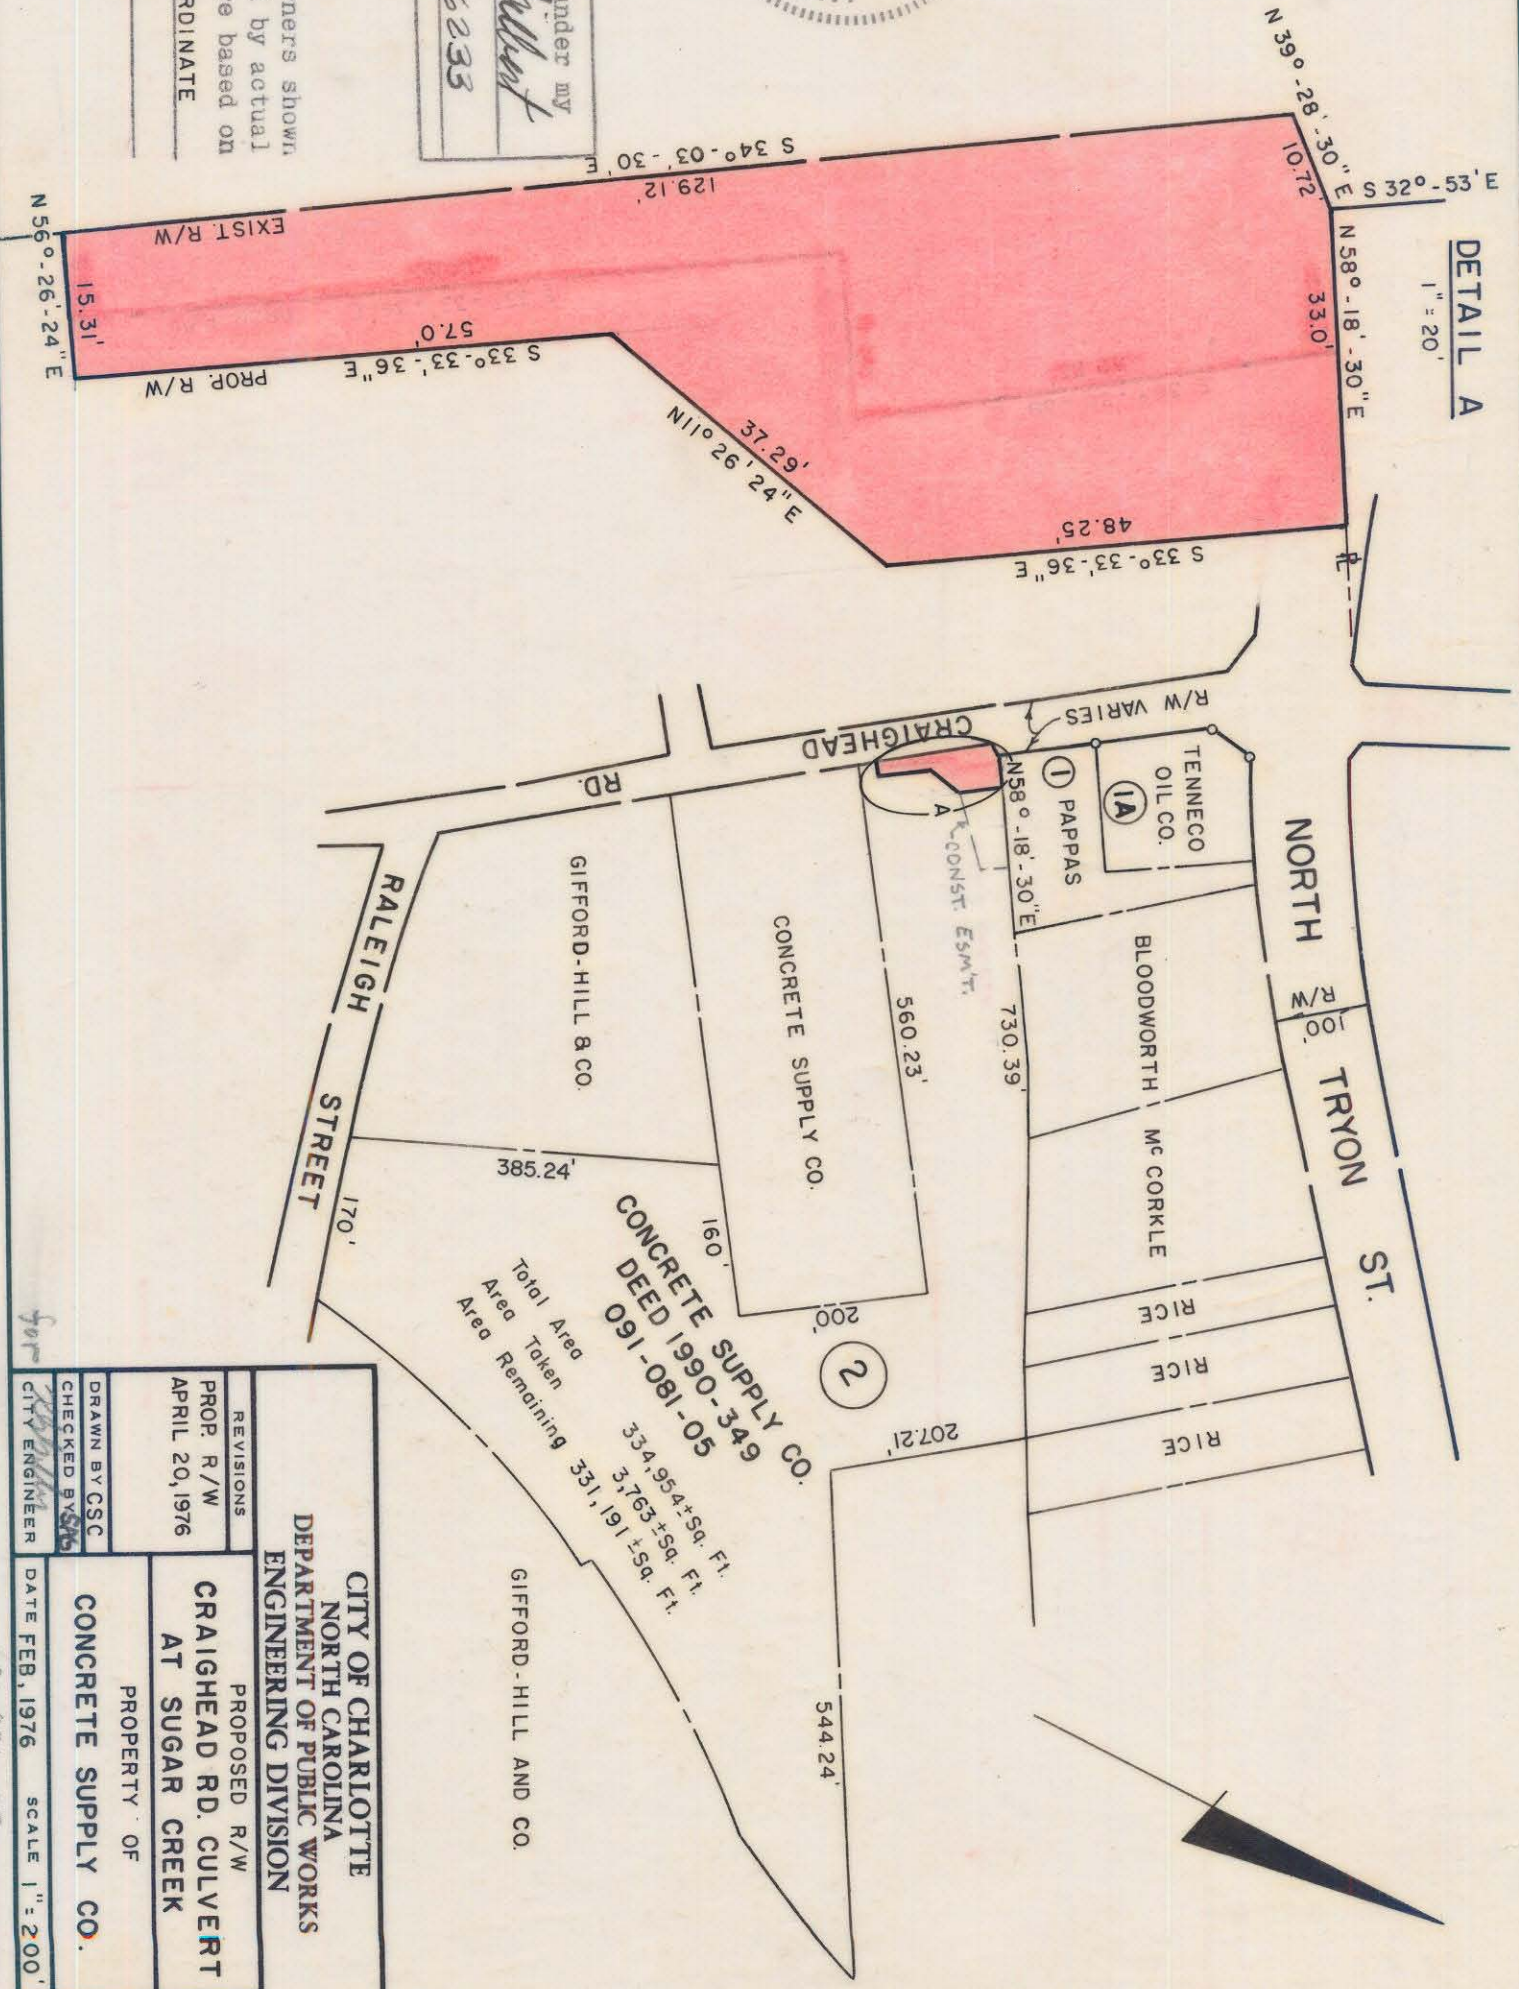 DETAIL A
1" = 20'
N 39° - 28' - 30" E
10.72'
S 32° - 53' E
N 58° - 18' - 30" E
33.0'
S 34° - 03' - 30" E
129.12'
EXIST. R/W
N 56° - 26' - 24" E
15.31'
PROP. R/W
S 33° - 33' - 36" E
57.0'
N 11° 26' 24" E
37.29'
S 33° - 33' - 36" E
48.25'
PL
nder my
6233
ners shown
by actual
e based on
RDINATE
NORTH TRYON ST.
100' R/W
R/W VARIES
CRAIGHEAD RD.
RALEIGH STREET
TENNECO
OIL CO.
1A
1 PAPPAS
N58° - 18' - 30" E
A
CONST. ESM'T.
BLOODWORTH
Mc CORKLE
RICE
RICE
RICE
730.39'
560.23'
CONCRETE SUPPLY CO.
GIFFORD-HILL & CO.
385.24'
170'
160'
200'
207.21'
544.24'
2
CONCRETE SUPPLY CO.
DEED 1990-349
091-081-05
Total Area 334,954 ± Sq. Ft.
Area Taken 3,763 ± Sq. Ft.
Area Remaining 331,191 ± Sq. Ft.
GIFFORD-HILL AND CO.
CITY OF CHARLOTTE
NORTH CAROLINA
DEPARTMENT OF PUBLIC WORKS
ENGINEERING DIVISION
REVISIONS
PROP. R/W
APRIL 20, 1976
PROPOSED R/W
CRAIGHEAD RD. CULVERT
AT SUGAR CREEK
PROPERTY OF
CONCRETE SUPPLY CO.
DRAWN BY CSC
CHECKED BY
for
CITY ENGINEER
DATE FEB, 1976 SCALE 1" = 200'